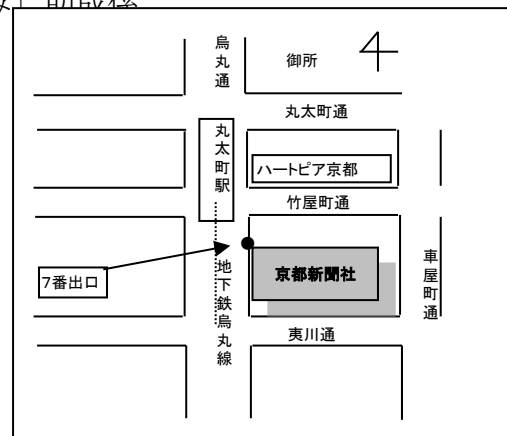 烏丸通
御所
丸太町通
丸太町駅
ハートピア京都
竹屋町通
7番出口
京都新聞社
車屋町通
地下鉄烏丸線
夷川通